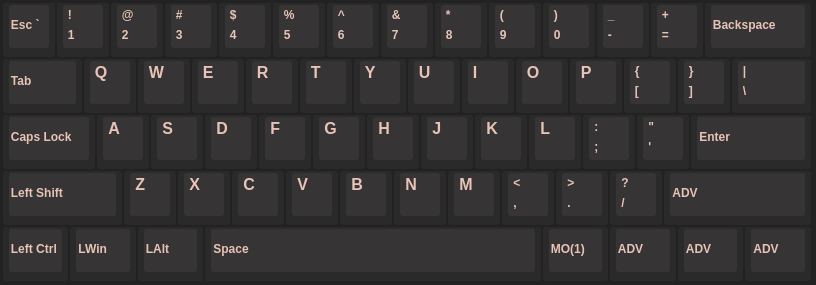 Esc ` ! @ # $ % ^ & * ( ) _ + Backspace
1 2 3 4 5 6 7 8 9 0 - =
Tab Q W E R T Y U I O P { } |
[ ] \
Caps Lock A S D F G H J K L : " Enter
; '
Left Shift Z X C V B N M < > ? ADV
, . /
Left Ctrl LWin LAlt Space MO(1) ADV ADV ADV